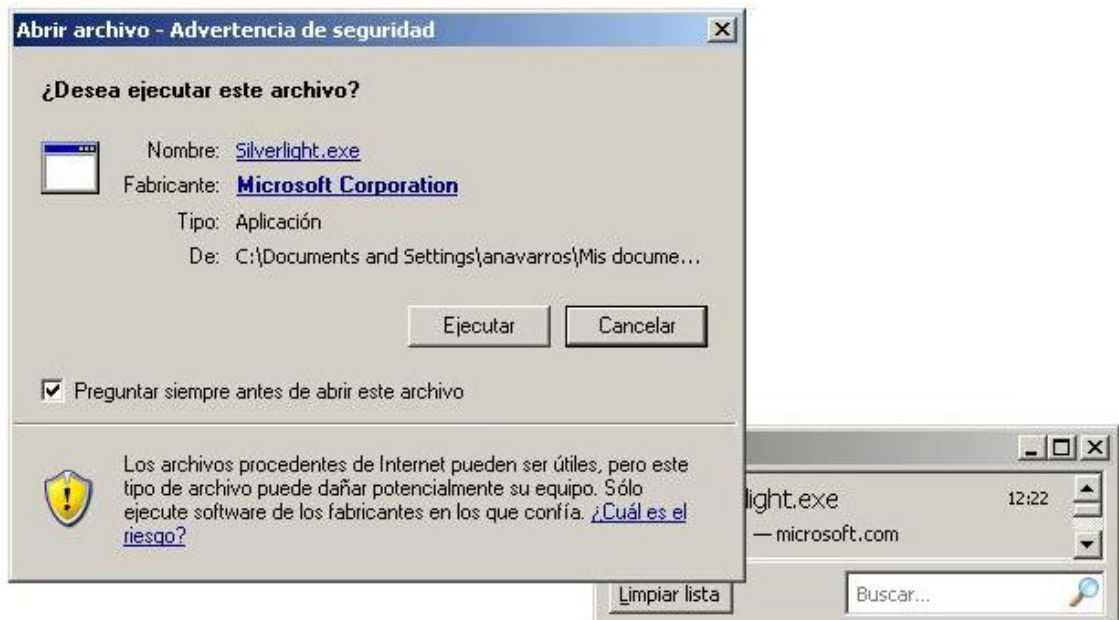 Abrir archivo - Advertencia de seguridad
¿Desea ejecutar este archivo?
Nombre: Silverlight.exe
Fabricante: Microsoft Corporation
Tipo: Aplicación
De: C:\Documents and Settings\anavarros\Mis docume...
Ejecutar Cancelar
Preguntar siempre antes de abrir este archivo
Los archivos procedentes de Internet pueden ser útiles, pero este
tipo de archivo puede dañar potencialmente su equipo. Sólo
ejecute software de los fabricantes en los que confía. ¿Cuál es el
riesgo?
light.exe 12:22
— microsoft.com
Limpiar lista Buscar...